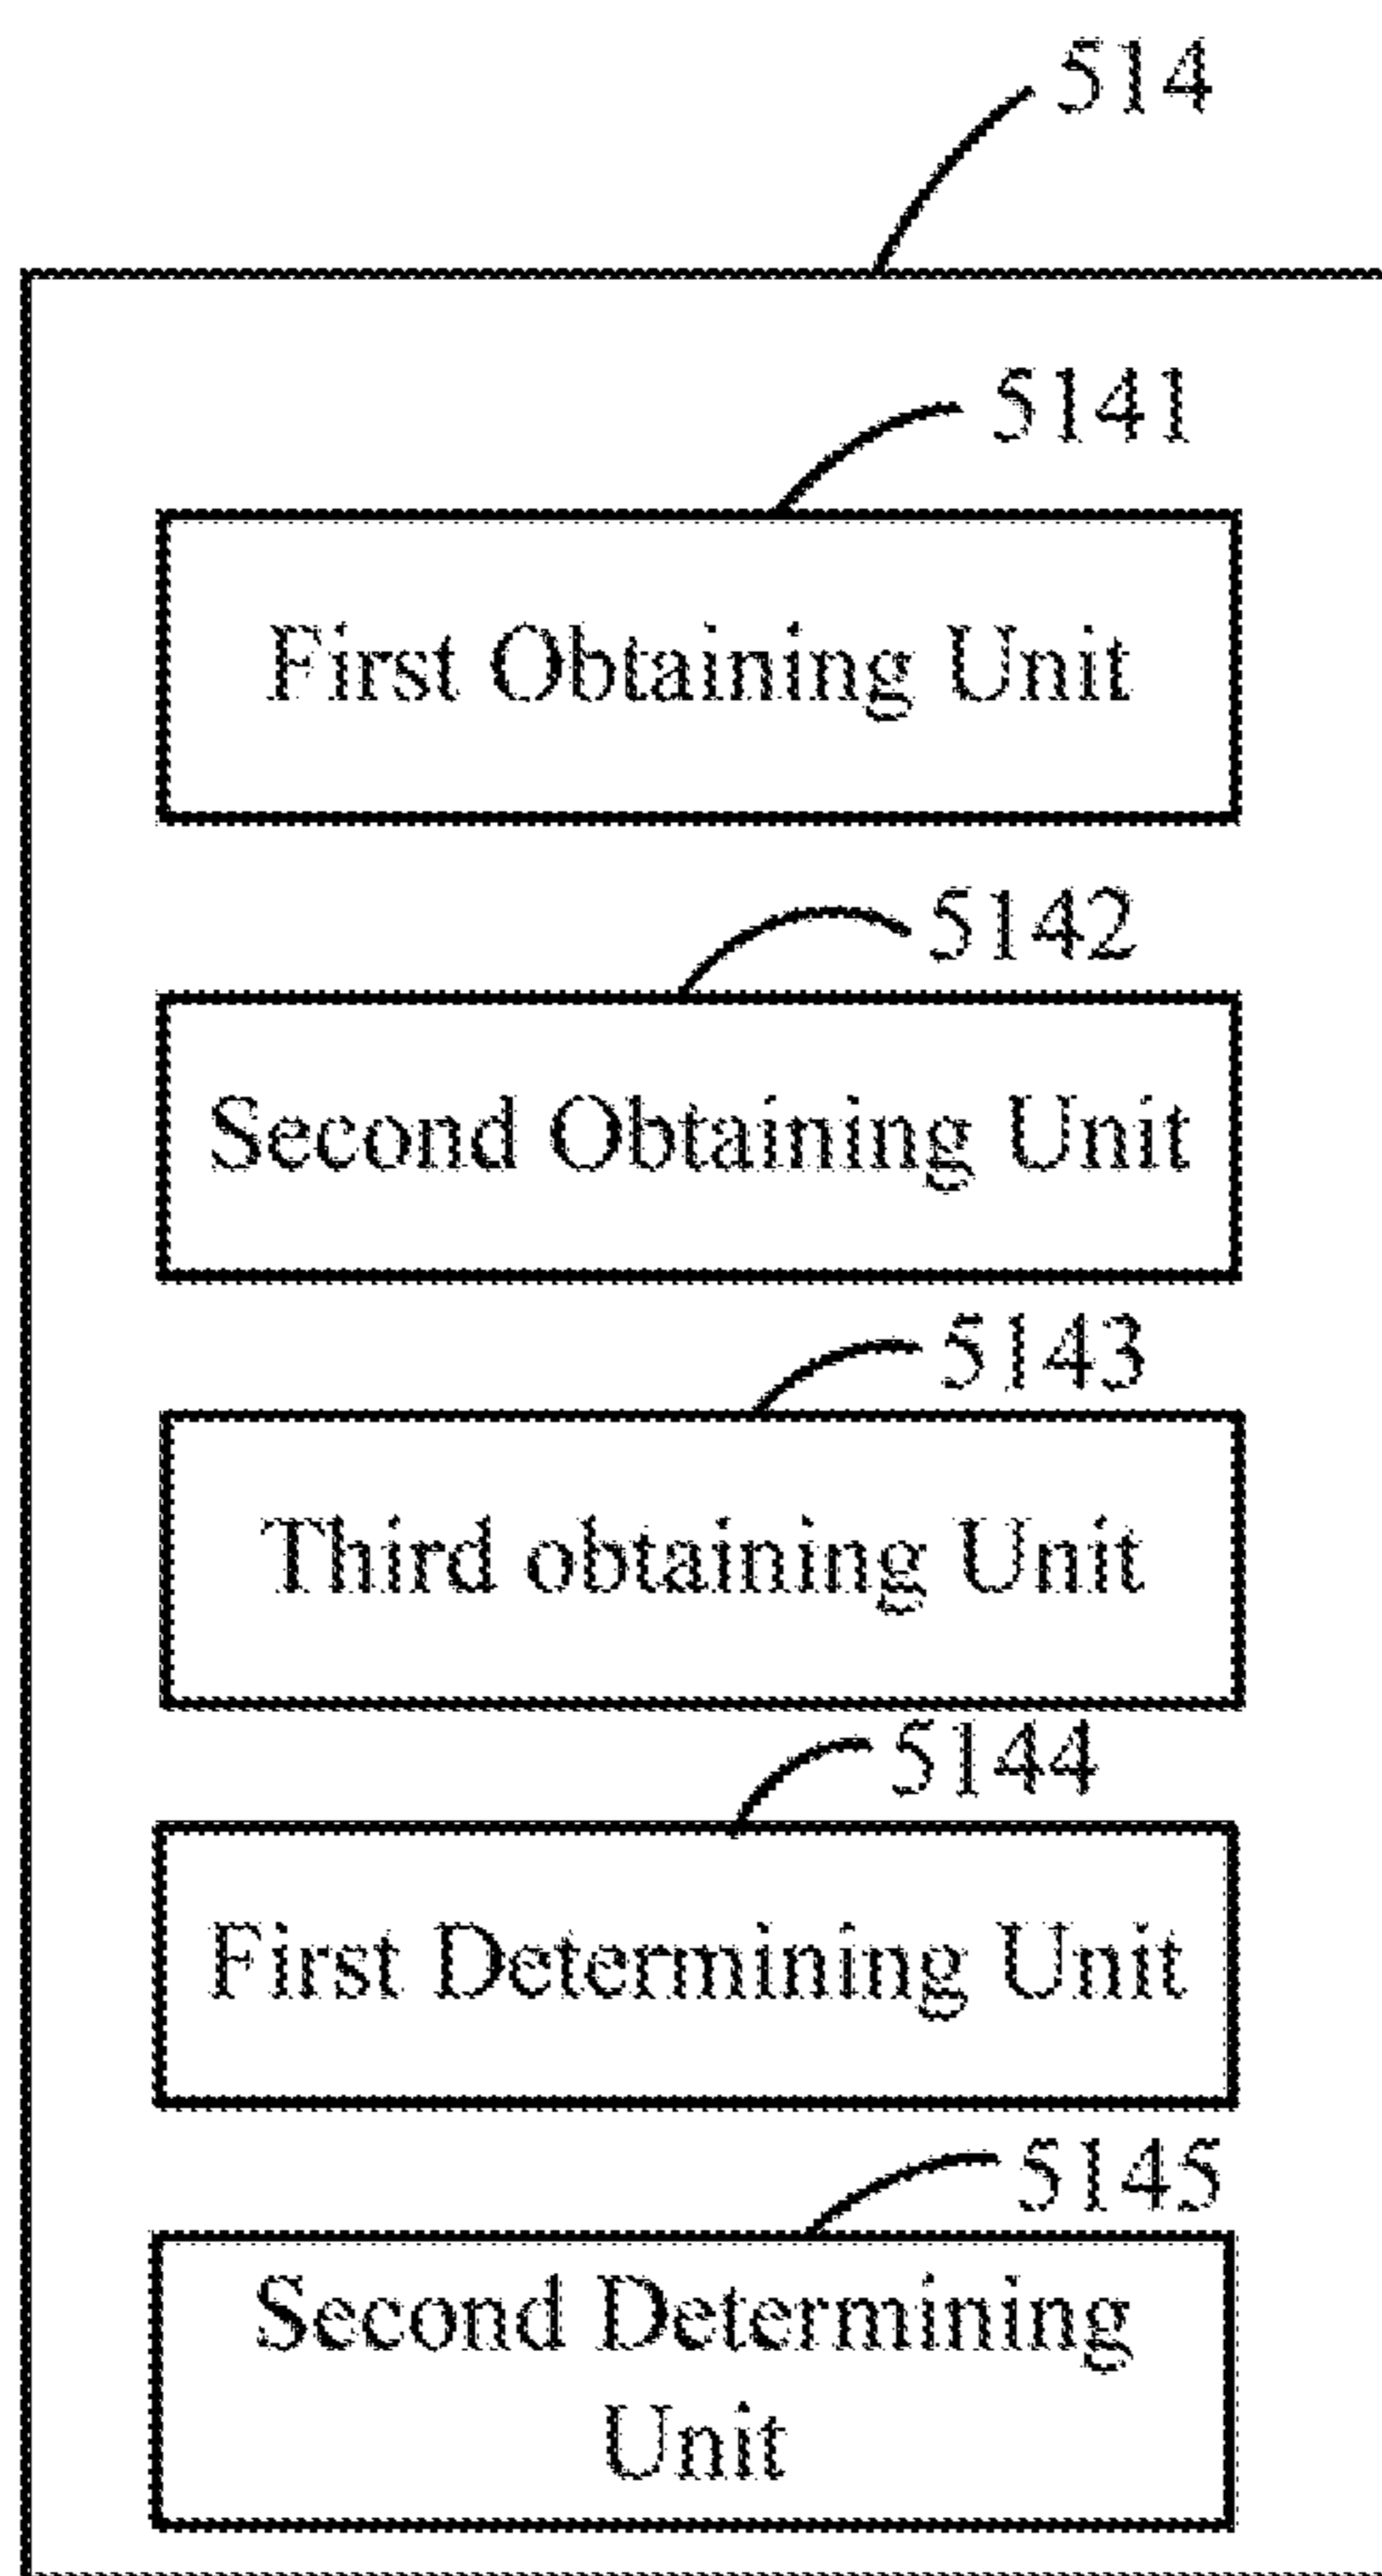 514
5141
First Obtaining Unit
5142
Second Obtaining Unit
5143
Third obtaining Unit
5144
First Determining Unit
5145
Second Determining
Unit